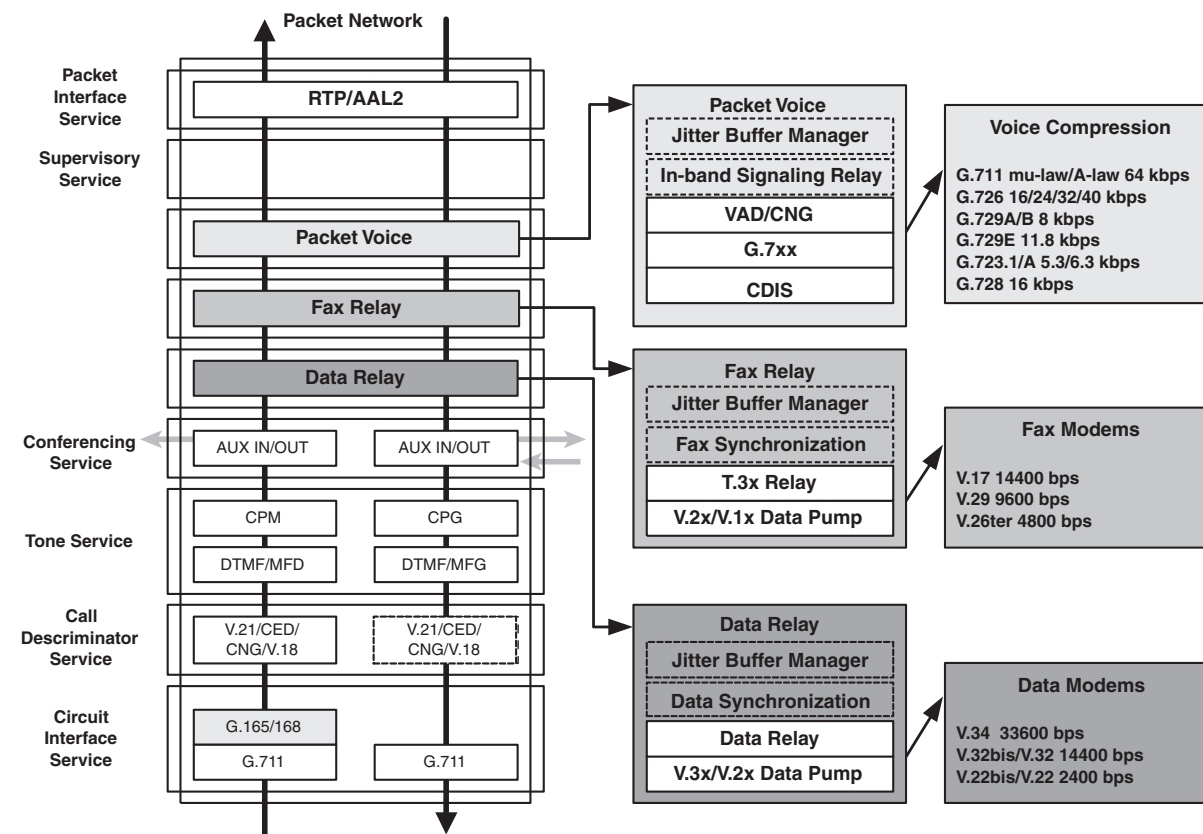 Packet Network
Packet
Interface
Service
RTP/AAL2
Supervisory
Service
Packet Voice
Fax Relay
Data Relay
Conferencing
Service
AUX IN/OUT
AUX IN/OUT
Tone Service
CPM
CPG
DTMF/MFD
DTMF/MFG
Call
Descriminator
Service
V.21/CED/
CNG/V.18
V.21/CED/
CNG/V.18
Circuit
Interface
Service
G.165/168
G.711
G.711
Packet Voice
Jitter Buffer Manager
In-band Signaling Relay
VAD/CNG
G.7xx
CDIS
Voice Compression
G.711 mu-law/A-law 64 kbps
G.726 16/24/32/40 kbps
G.729A/B 8 kbps
G.729E 11.8 kbps
G.723.1/A 5.3/6.3 kbps
G.728 16 kbps
Fax Relay
Jitter Buffer Manager
Fax Synchronization
T.3x Relay
V.2x/V.1x Data Pump
Fax Modems
V.17 14400 bps
V.29 9600 bps
V.26ter 4800 bps
Data Relay
Jitter Buffer Manager
Data Synchronization
Data Relay
V.3x/V.2x Data Pump
Data Modems
V.34 33600 bps
V.32bis/V.32 14400 bps
V.22bis/V.22 2400 bps